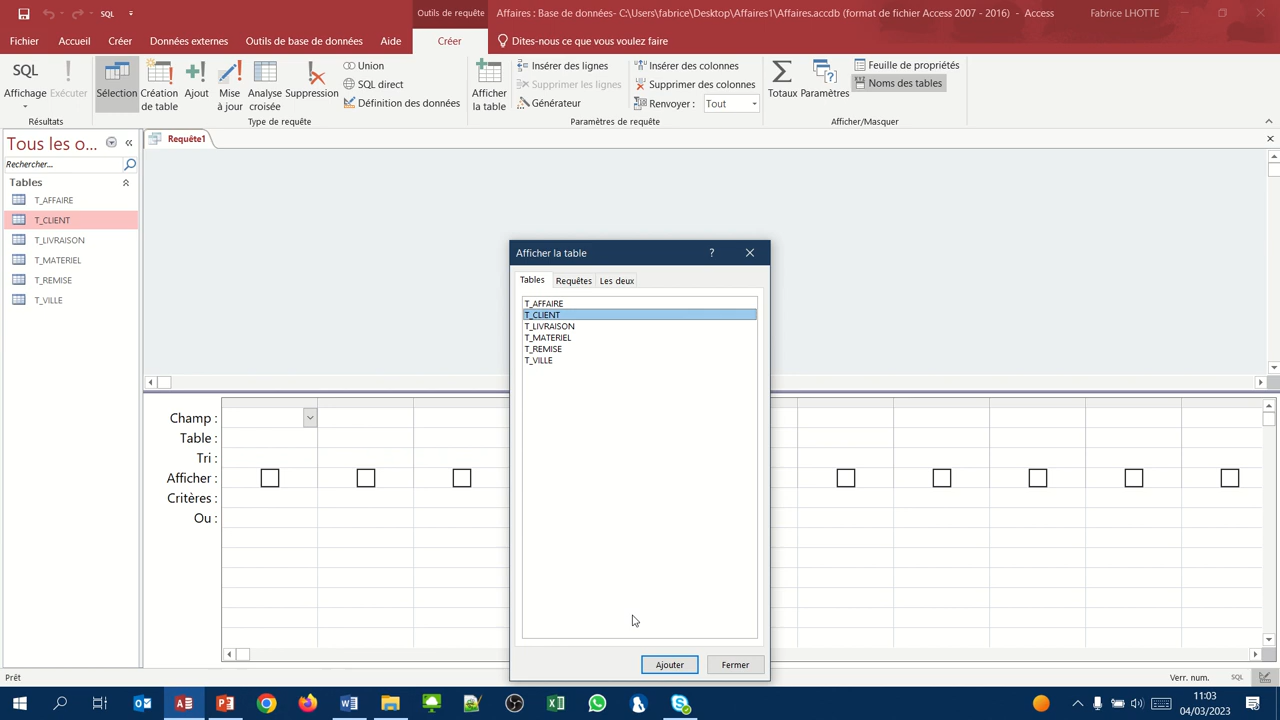 SQL
Outils de requête
Affaires : Base de données- C:\Users\fabrice\Desktop\Affaires1\Affaires.accdb (format de fichier Access 2007 - 2016) - Access
Fabrice LHOTTE
Fichier
Accueil
Créer
Données externes
Outils de base de données
Aide
Créer
Dites-nous ce que vous voulez faire
SQL
Affichage
Exécuter
Résultats
Sélection
Création de table
Ajout
Mise à jour
Analyse croisée
Suppression
Union
SQL direct
Définition des données
Type de requête
Afficher la table
Insérer des lignes
Supprimer les lignes
Générateur
Insérer des colonnes
Supprimer des colonnes
Renvoyer : Tout
Paramètres de requête
Totaux
Paramètres
Feuille de propriétés
Noms des tables
Afficher/Masquer
Tous les o...
Rechercher...
Tables
T_AFFAIRE
T_CLIENT
T_LIVRAISON
T_MATERIEL
T_REMISE
T_VILLE
Requête1
Afficher la table
?
Tables
Requêtes
Les deux
T_AFFAIRE
T_CLIENT
T_LIVRAISON
T_MATERIEL
T_REMISE
T_VILLE
Ajouter
Fermer
Champ :
Table :
Tri :
Afficher :
Critères :
Ou :
Prêt
Verr. num.
SQL
11:03
04/03/2023